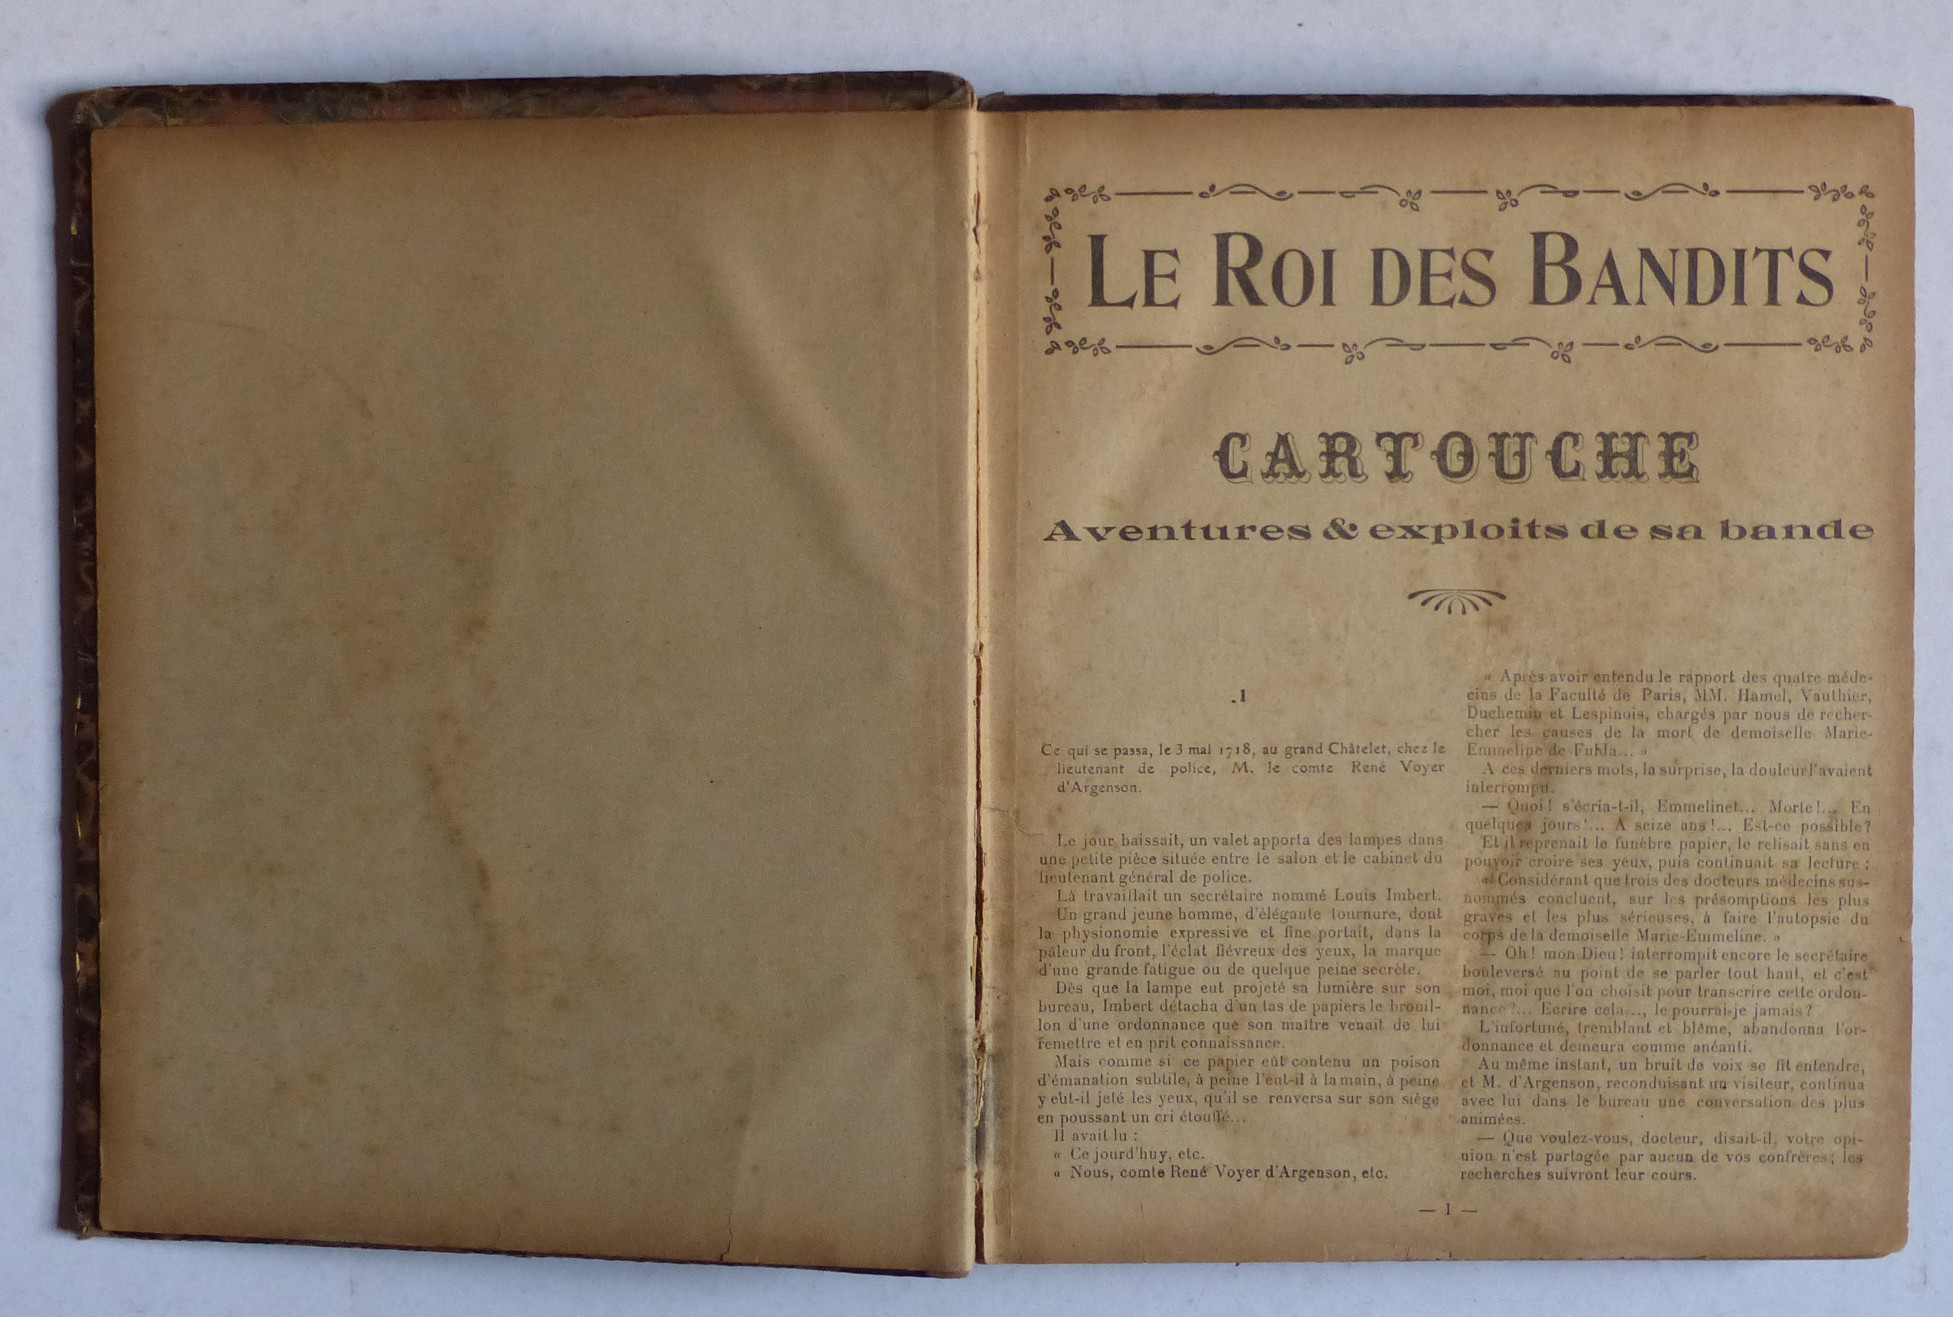 LE ROI DES BANDITS
CARTOUCHE
Aventures & exploits de sa bande
I
Ce qui se passa, le 3 mai 1718, au grand Châtelet, chez le
lieutenant de police, M. le comte René Voyer
d'Argenson.
Le jour baissait, un valet apporta des lampes dans
une petite pièce située entre le salon et le cabinet du
lieutenant général de police.
Là travaillait un secrétaire nommé Louis Imbert.
Un grand jeune homme, d'élégante tournure, dont
la physionomie expressive et fine portait, dans la
pâleur du front, l'éclat fiévreux des yeux, la marque
d'une grande fatigue ou de quelque peine secrète.
Dès que la lampe eut projeté sa lumière sur son
bureau, Imbert détacha d'un tas de papiers le brouil-
lon d'une ordonnance que son maître venait de lui
remettre et en prit connaissance.
Mais comme si ce papier eût contenu un poison
d'émanation subtile, à peine l'eut-il à la main, à peine
y eut-il jeté les yeux, qu'il se renversa sur son siège
en poussant un cri étouffé...
Il avait lu :
« Ce jourd'huy, etc.
« Nous, comte René Voyer d'Argenson, etc.
« Après avoir entendu le rapport des quatre méde-
cins de la Faculté de Paris, MM. Hamel, Vauthier,
Duchemin et Lespinois, chargés par nous de recher-
cher les causes de la mort de demoiselle Marie-
Emmeline de ... »
A ces derniers mots, la surprise, la douleur l'avaient
interrompu.
— Quoi ! s'écria-t-il, Emmeline!... Morte !... En
quelques jours !... A seize ans !... Est-ce possible ?
Et il reprenait le funèbre papier, le relisait sans en
pouvoir croire ses yeux, puis continuait sa lecture :
« Considérant que trois des docteurs médecins sus-
nommés concluent, sur les présomptions les plus
graves et les plus sérieuses, à faire l'autopsie du
corps de la demoiselle Marie-Emmeline. »
— Oh ! mon Dieu ! interrompit encore le secrétaire
bouleversé au point de se parler tout haut, et c'est
moi, moi que l'on choisit pour transcrire cette ordon-
nance ?... Ecrire cela..., le pourrai-je jamais ?
L'infortuné, tremblant et blême, abandonna l'or-
donnance et demeura comme anéanti.
Au même instant, un bruit de voix se fit entendre,
et M. d'Argenson, reconduisant un visiteur, continua
avec lui dans le bureau une conversation des plus
animées.
— Que voulez-vous, docteur, disait-il, votre opi-
nion n'est partagée par aucun de vos confrères ; les
recherches suivront leur cours.
— 1 —